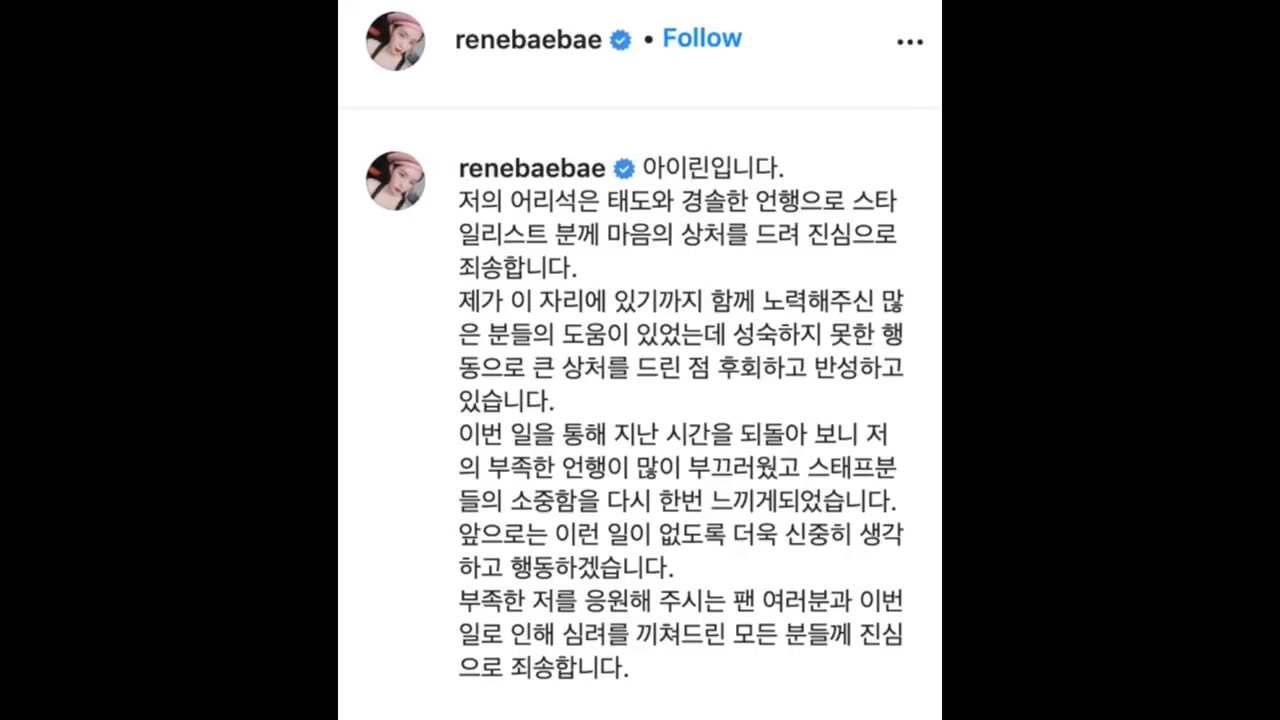 renebaebae • Follow ...
renebaebae 아이린입니다.
저의 어리석은 태도와 경솔한 언행으로 스타
일리스트 분께 마음의 상처를 드려 진심으로
죄송합니다.
제가 이 자리에 있기까지 함께 노력해주신 많
은 분들의 도움이 있었는데 성숙하지 못한 행
동으로 큰 상처를 드린 점 후회하고 반성하고
있습니다.
이번 일을 통해 지난 시간을 되돌아 보니 저
의 부족한 언행이 많이 부끄러웠고 스태프분
들의 소중함을 다시 한번 느끼게되었습니다.
앞으로는 이런 일이 없도록 더욱 신중히 생각
하고 행동하겠습니다.
부족한 저를 응원해 주시는 팬 여러분과 이번
일로 인해 심려를 끼쳐드린 모든 분들께 진심
으로 죄송합니다.